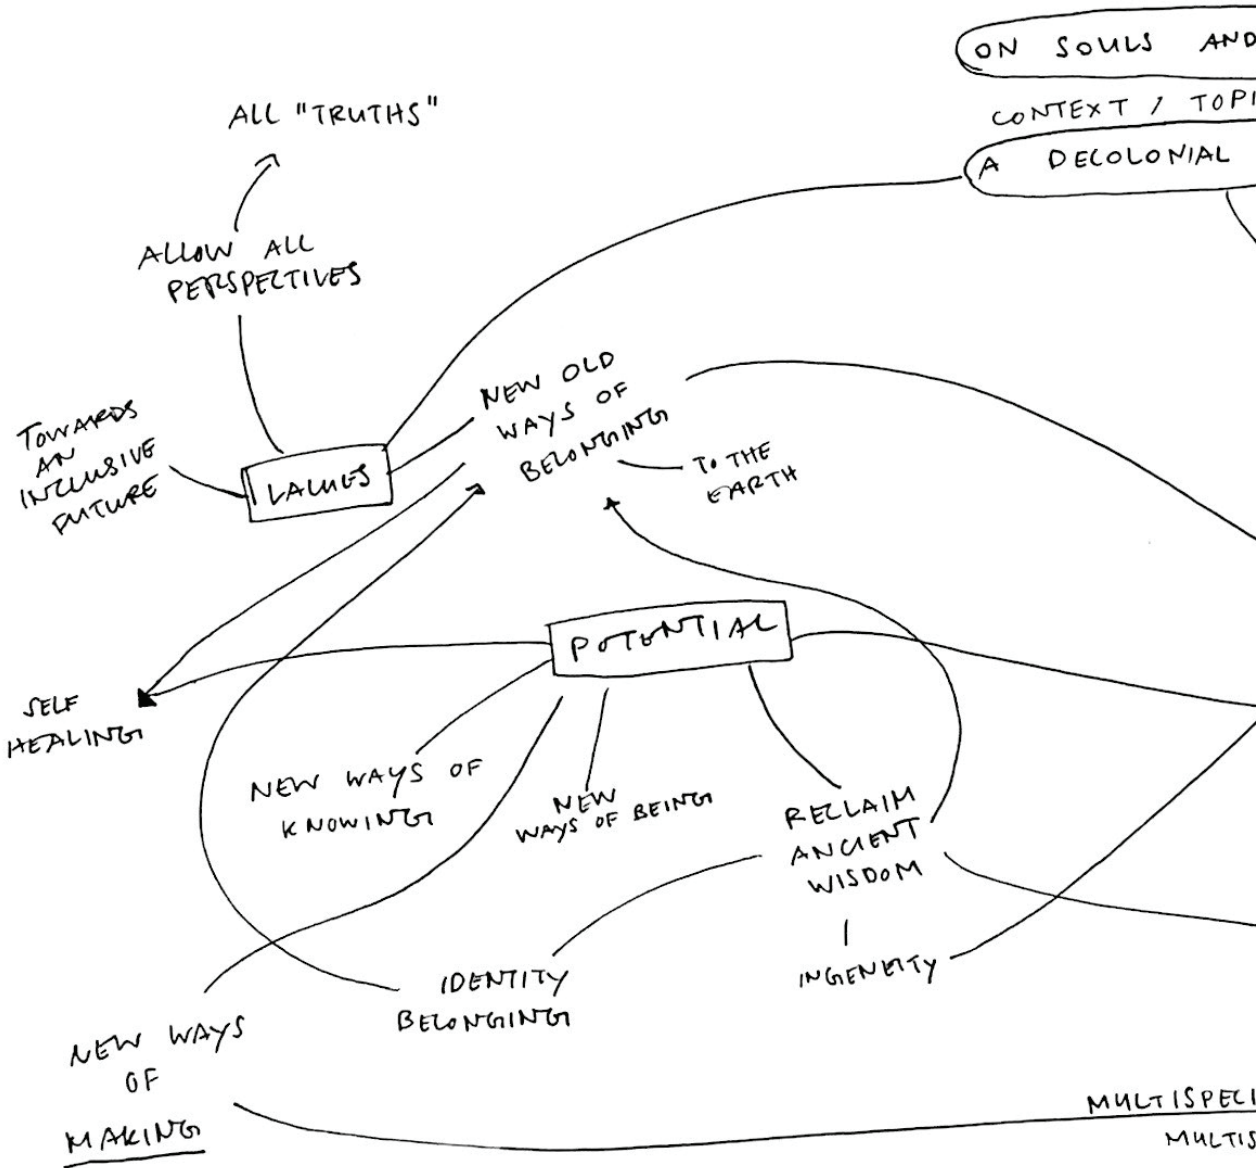 ON SOULS AND
CONTEXT / TOPI
A DECOLONIAL
ALL "TRUTHS"
ALLOW ALL
PERSPECTIVES
NEW OLD
WAYS OF
BELONGING
TO THE
EARTH
TOWARDS
AN
INCLUSIVE
FUTURE
VALUES
POTENTIAL
SELF
HEALING
NEW WAYS OF
KNOWING
NEW
WAYS OF BEING
RECLAIM
ANCIENT
WISDOM
INGENEITY
IDENTITY
BELONGING
NEW WAYS
OF
MAKING
MULTISPECI
MULTIS